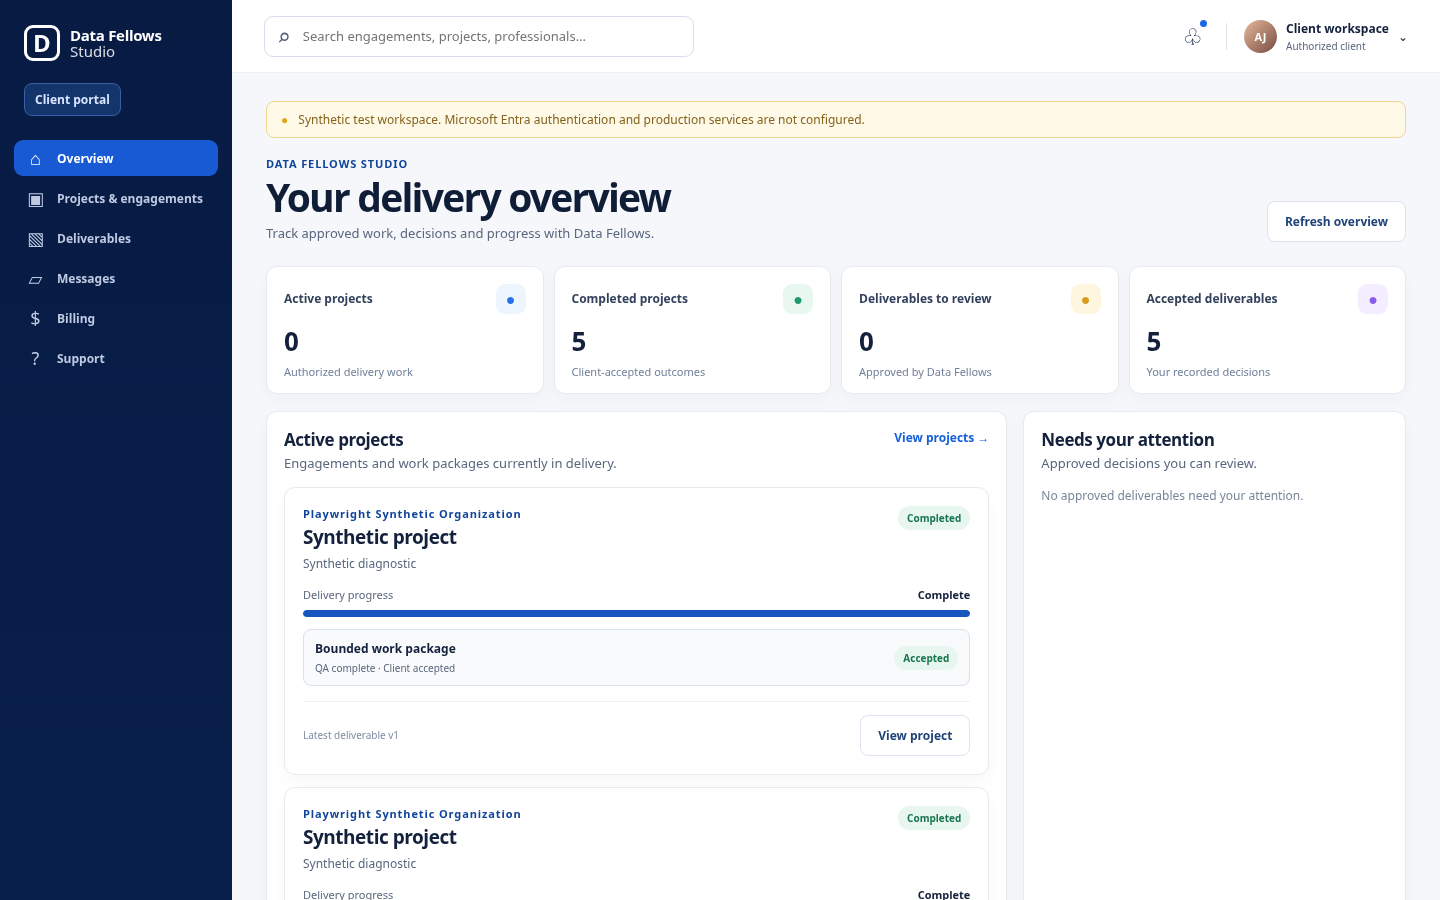 D
Data Fellows
Studio
Client portal
Overview
Projects & engagements
Deliverables
Messages
$ Billing
? Support
Search engagements, projects, professionals...
AJ
Client workspace
Authorized client
Synthetic test workspace. Microsoft Entra authentication and production services are not configured.
DATA FELLOWS STUDIO
Your delivery overview
Track approved work, decisions and progress with Data Fellows.
Refresh overview
Active projects
0
Authorized delivery work
Completed projects
5
Client-accepted outcomes
Deliverables to review
0
Approved by Data Fellows
Accepted deliverables
5
Your recorded decisions
Active projects
View projects →
Engagements and work packages currently in delivery.
Playwright Synthetic Organization
Completed
Synthetic project
Synthetic diagnostic
Delivery progress
Complete
Bounded work package
QA complete · Client accepted
Accepted
Latest deliverable v1
View project
Playwright Synthetic Organization
Completed
Synthetic project
Synthetic diagnostic
Delivery progress
Complete
Needs your attention
Approved decisions you can review.
No approved deliverables need your attention.